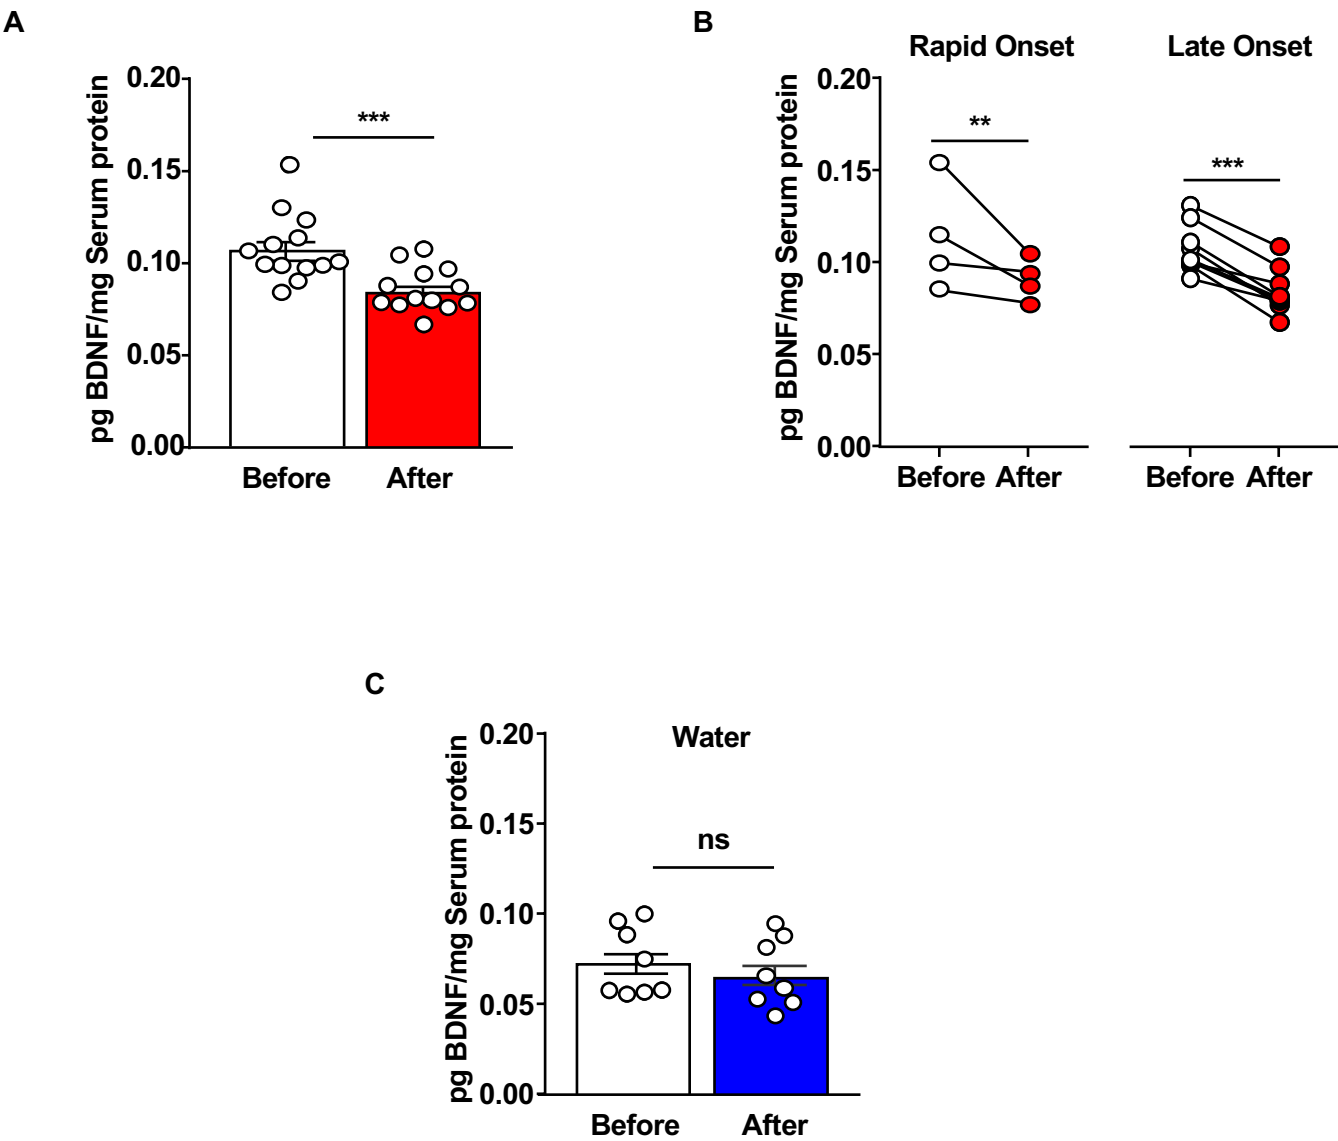 A
pg BDNF/mg Serum protein
0.20
0.15
0.10
0.05
0.00
***
Before After
B
Rapid Onset Late Onset
pg BDNF/mg Serum protein
0.20
0.15
0.10
0.05
0.00
**
***
Before After Before After
C
Water
pg BDNF/mg Serum protein
0.20
0.15
0.10
0.05
0.00
ns
Before After